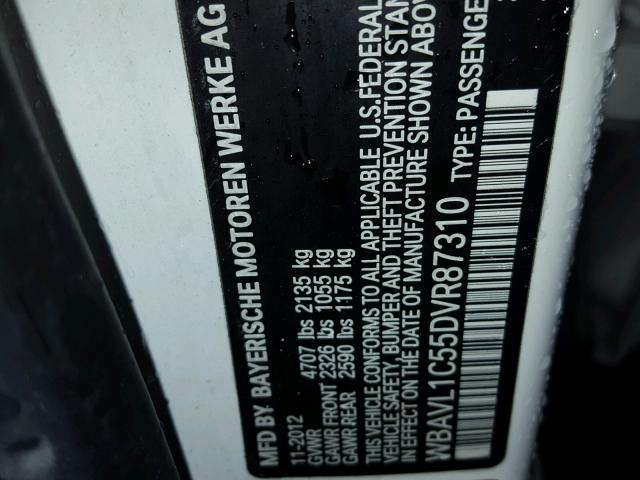 MFD BY BAYERISCHE MOTOREN WERKE AG
11-2012
GVWR 4707 lbs 2135 kg
GAWR FRONT 2326 lbs 1055 kg
GAWR REAR 2590 lbs 1175 kg
THIS VEHICLE CONFORMS TO ALL APPLICABLE U.S. FEDERAL
VEHICLE SAFETY, BUMPER AND THEFT PREVENTION STAN
EFFECT ON THE DATE OF MANUFACTURE SHOWN ABOV
WBAVL1C55DVR87310 TYPE: PASSENGE